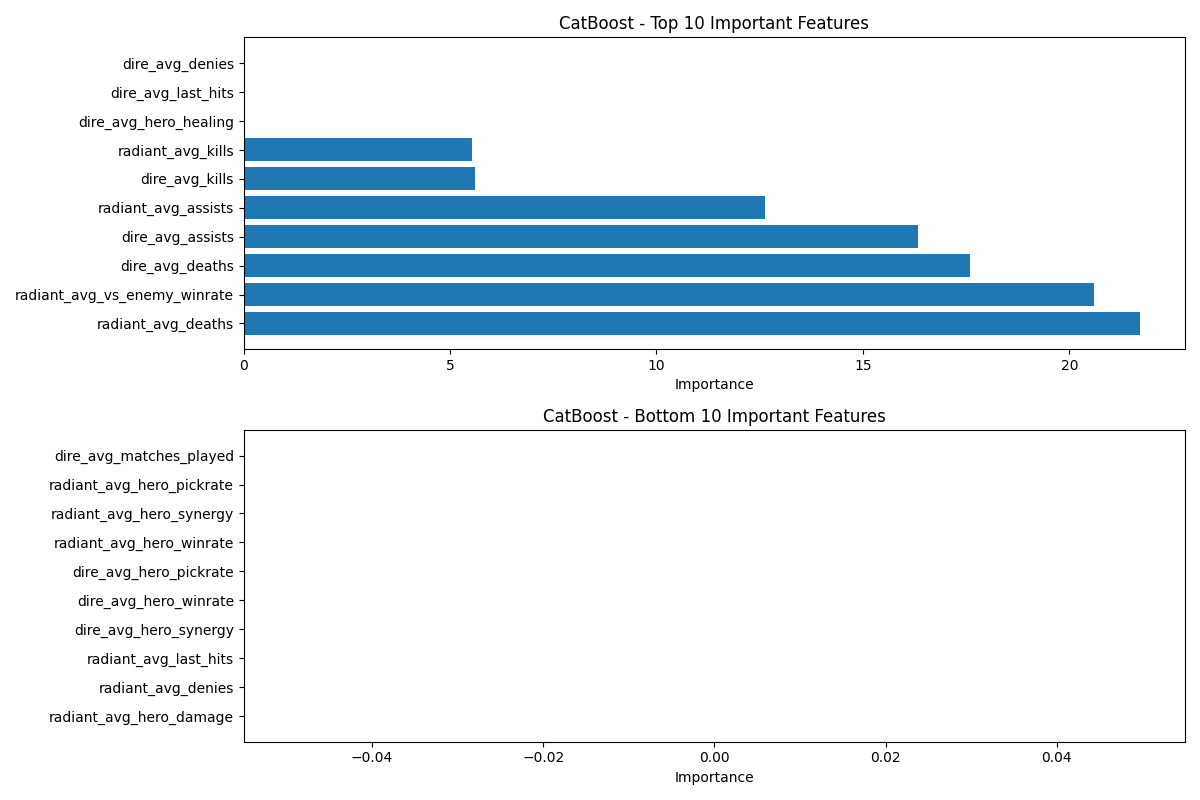 CatBoost - Top 10 Important Features
dire_avg_denies
dire_avg_last_hits
dire_avg_hero_healing
radiant_avg_kills
dire_avg_kills
radiant_avg_assists
dire_avg_assists
dire_avg_deaths
radiant_avg_vs_enemy_winrate
radiant_avg_deaths
0 5 10 15 20
Importance
CatBoost - Bottom 10 Important Features
dire_avg_matches_played
radiant_avg_hero_pickrate
radiant_avg_hero_synergy
radiant_avg_hero_winrate
dire_avg_hero_pickrate
dire_avg_hero_winrate
dire_avg_hero_synergy
radiant_avg_last_hits
radiant_avg_denies
radiant_avg_hero_damage
−0.04 −0.02 0.00 0.02 0.04
Importance